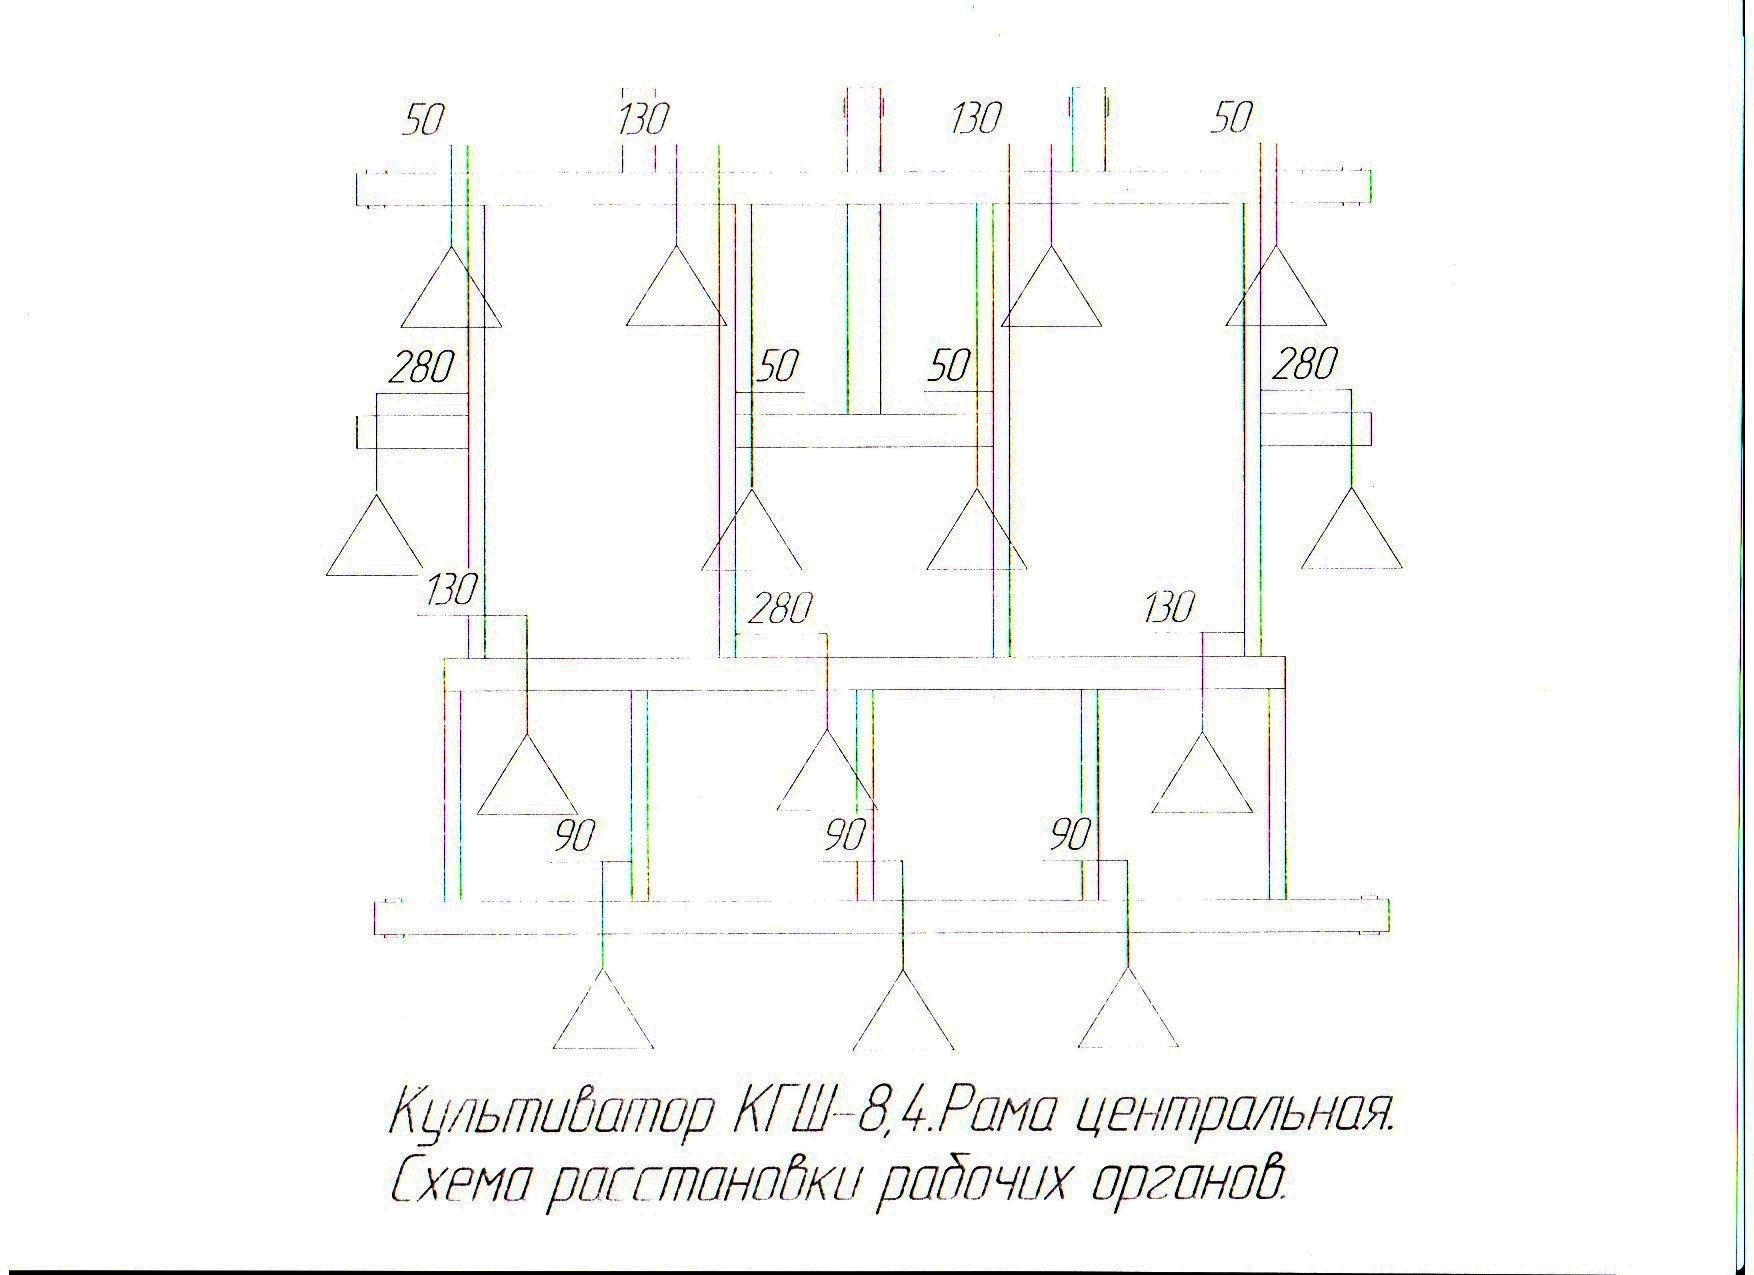 50 130 130 50
280 50 50 280
130 280 130
90 90 90
Культиватор КГШ-8,4.Рама центральная.
Схема расстановки рабочих органов.